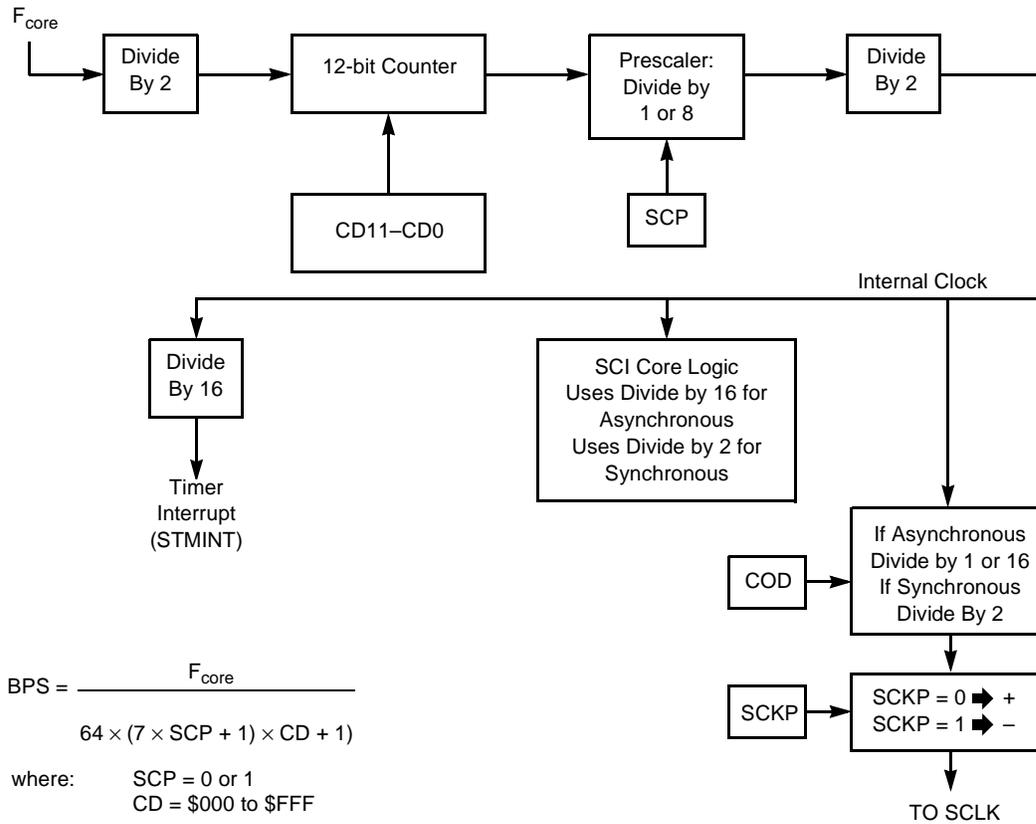 F_core
Divide
By 2
12-bit Counter
Prescaler:
Divide by
1 or 8
Divide
By 2
CD11–CD0
SCP
Internal Clock
Divide
By 16
SCI Core Logic
Uses Divide by 16 for
Asynchronous
Uses Divide by 2 for
Synchronous
Timer
Interrupt
(STMINT)
If Asynchronous
Divide by 1 or 16
If Synchronous
Divide By 2
COD
SCKP
SCKP = 0 ➡ +
SCKP = 1 ➡ –
TO SCLK
F_core
BPS =
64 × (7 × SCP + 1) × CD + 1)
where: SCP = 0 or 1
CD = $000 to $FFF